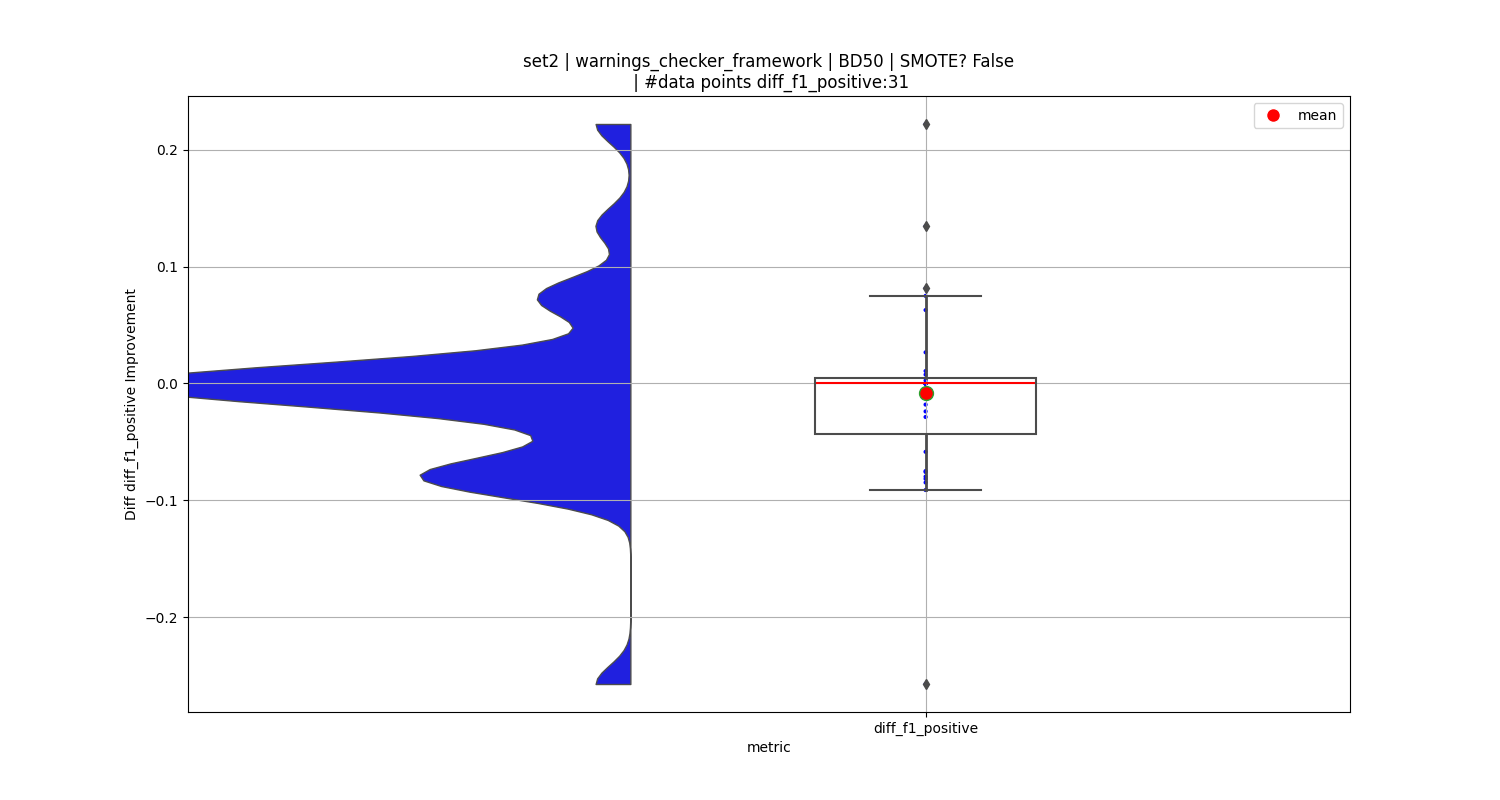 set2 | warnings_checker_framework | BD50 | SMOTE? False
| #data points diff_f1_positive:31
mean
0.2
0.1
0.0
−0.1
−0.2
Diff diff_f1_positive Improvement
diff_f1_positive
metric